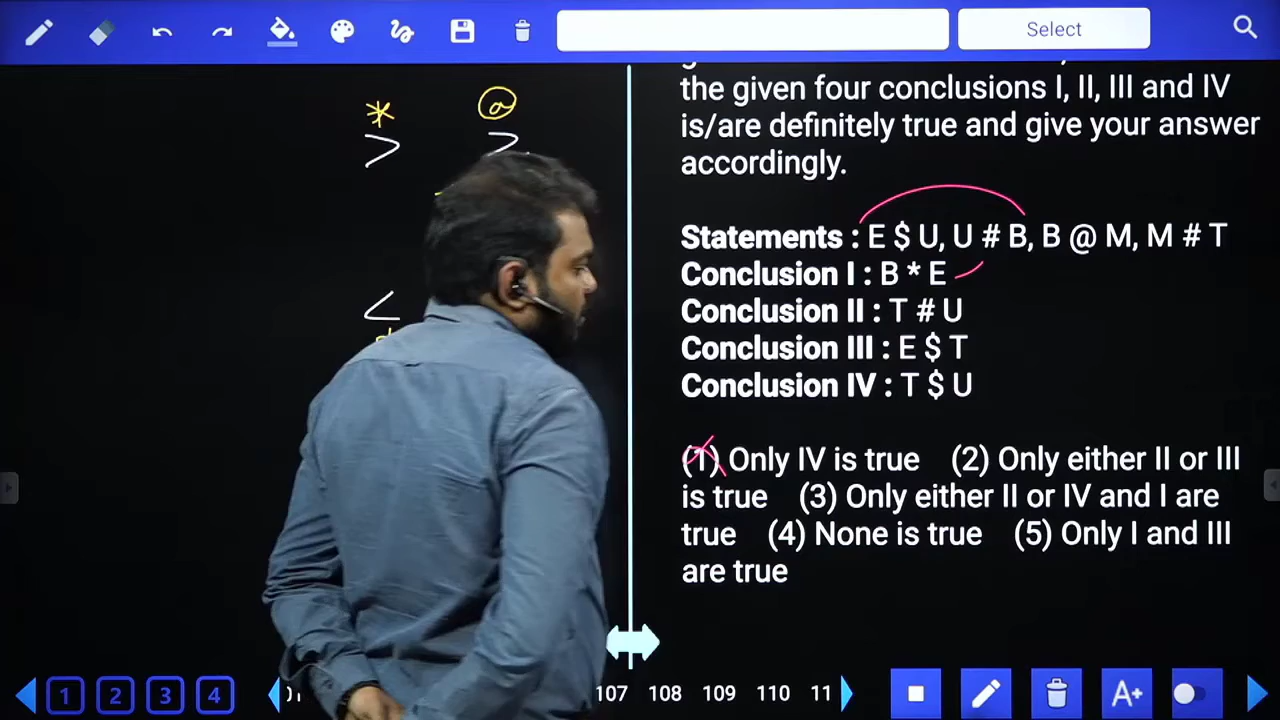 Select
* @
> >
<
the given four conclusions I, II, III and IV
is/are definitely true and give your answer
accordingly.
Statements : E $ U, U # B, B @ M, M # T
Conclusion I : B * E
Conclusion II : T # U
Conclusion III : E $ T
Conclusion IV : T $ U
(1) Only IV is true (2) Only either II or III
is true (3) Only either II or IV and I are
true (4) None is true (5) Only I and III
are true
1 2 3 4 107 108 109 110 11 A+